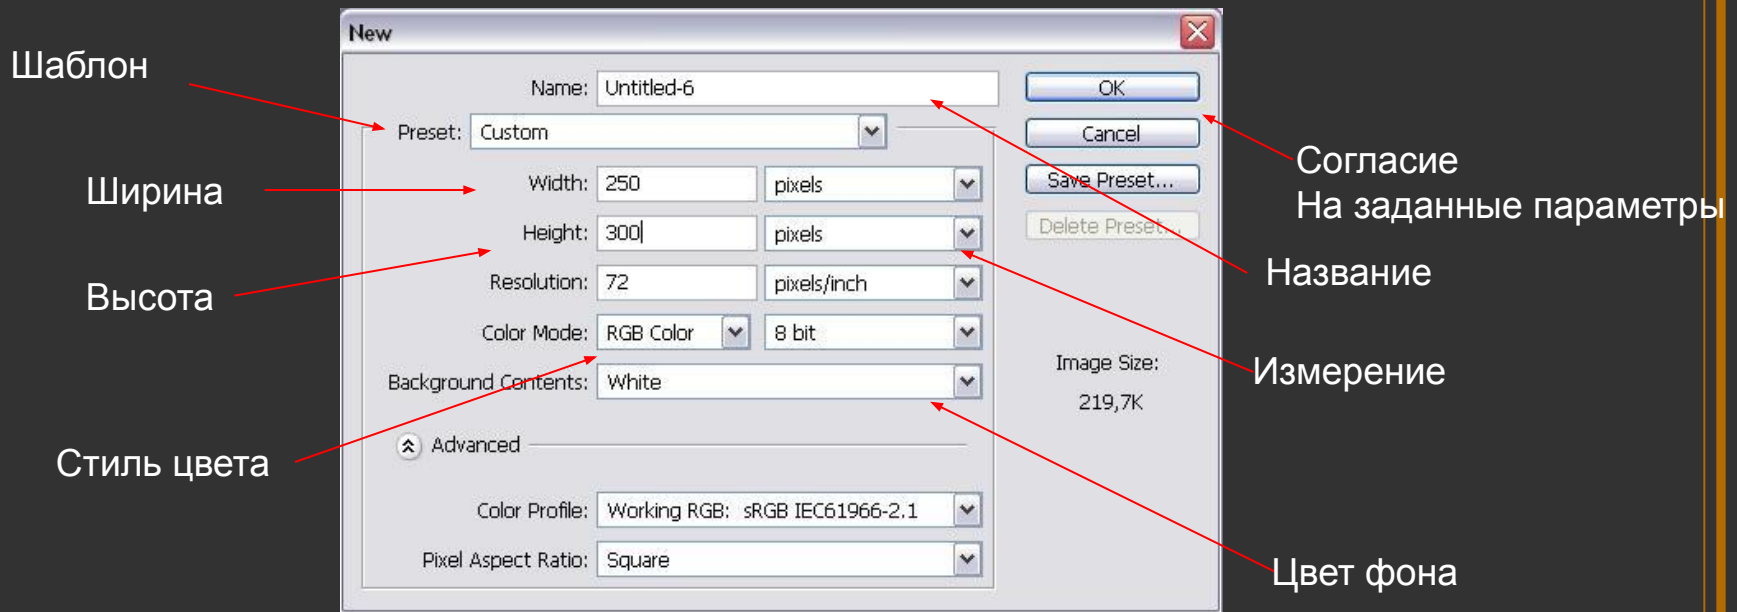 New
Шаблон
Name: Untitled-6
OK
Preset: Custom
Cancel
Согласие
На заданные параметры
Ширина
Width: 250 pixels
Save Preset...
Height: 300 pixels
Delete Preset...
Название
Высота
Resolution: 72 pixels/inch
Color Mode: RGB Color 8 bit
Image Size:
219,7K
Измерение
Background Contents: White
Advanced
Стиль цвета
Color Profile: Working RGB: sRGB IEC61966-2.1
Pixel Aspect Ratio: Square
Цвет фона